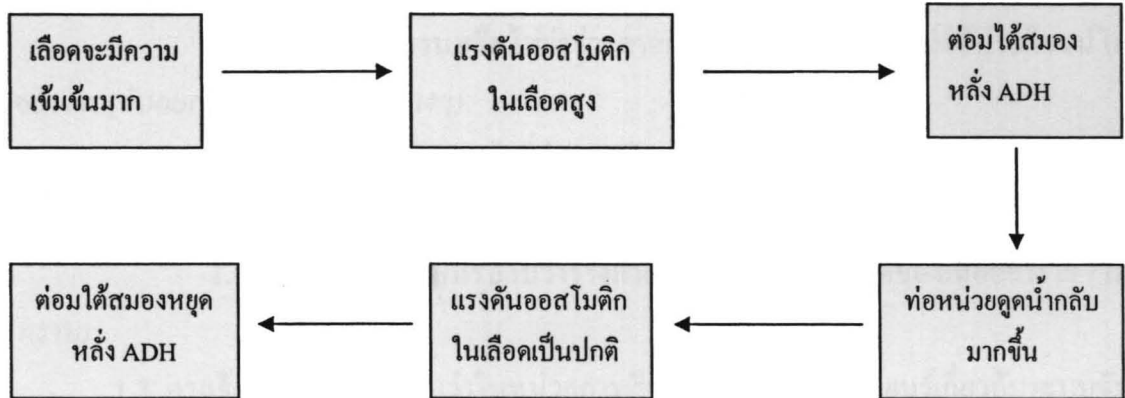 เลือดจะมีความ
เข้มข้นมาก
แรงดันออสโมติก
ในเลือดสูง
ต่อมใต้สมอง
หลั่ง ADH
ท่อหน่วยดูดน้ำกลับ
มากขึ้น
แรงดันออสโมติก
ในเลือดเป็นปกติ
ต่อมใต้สมองหยุด
หลั่ง ADH